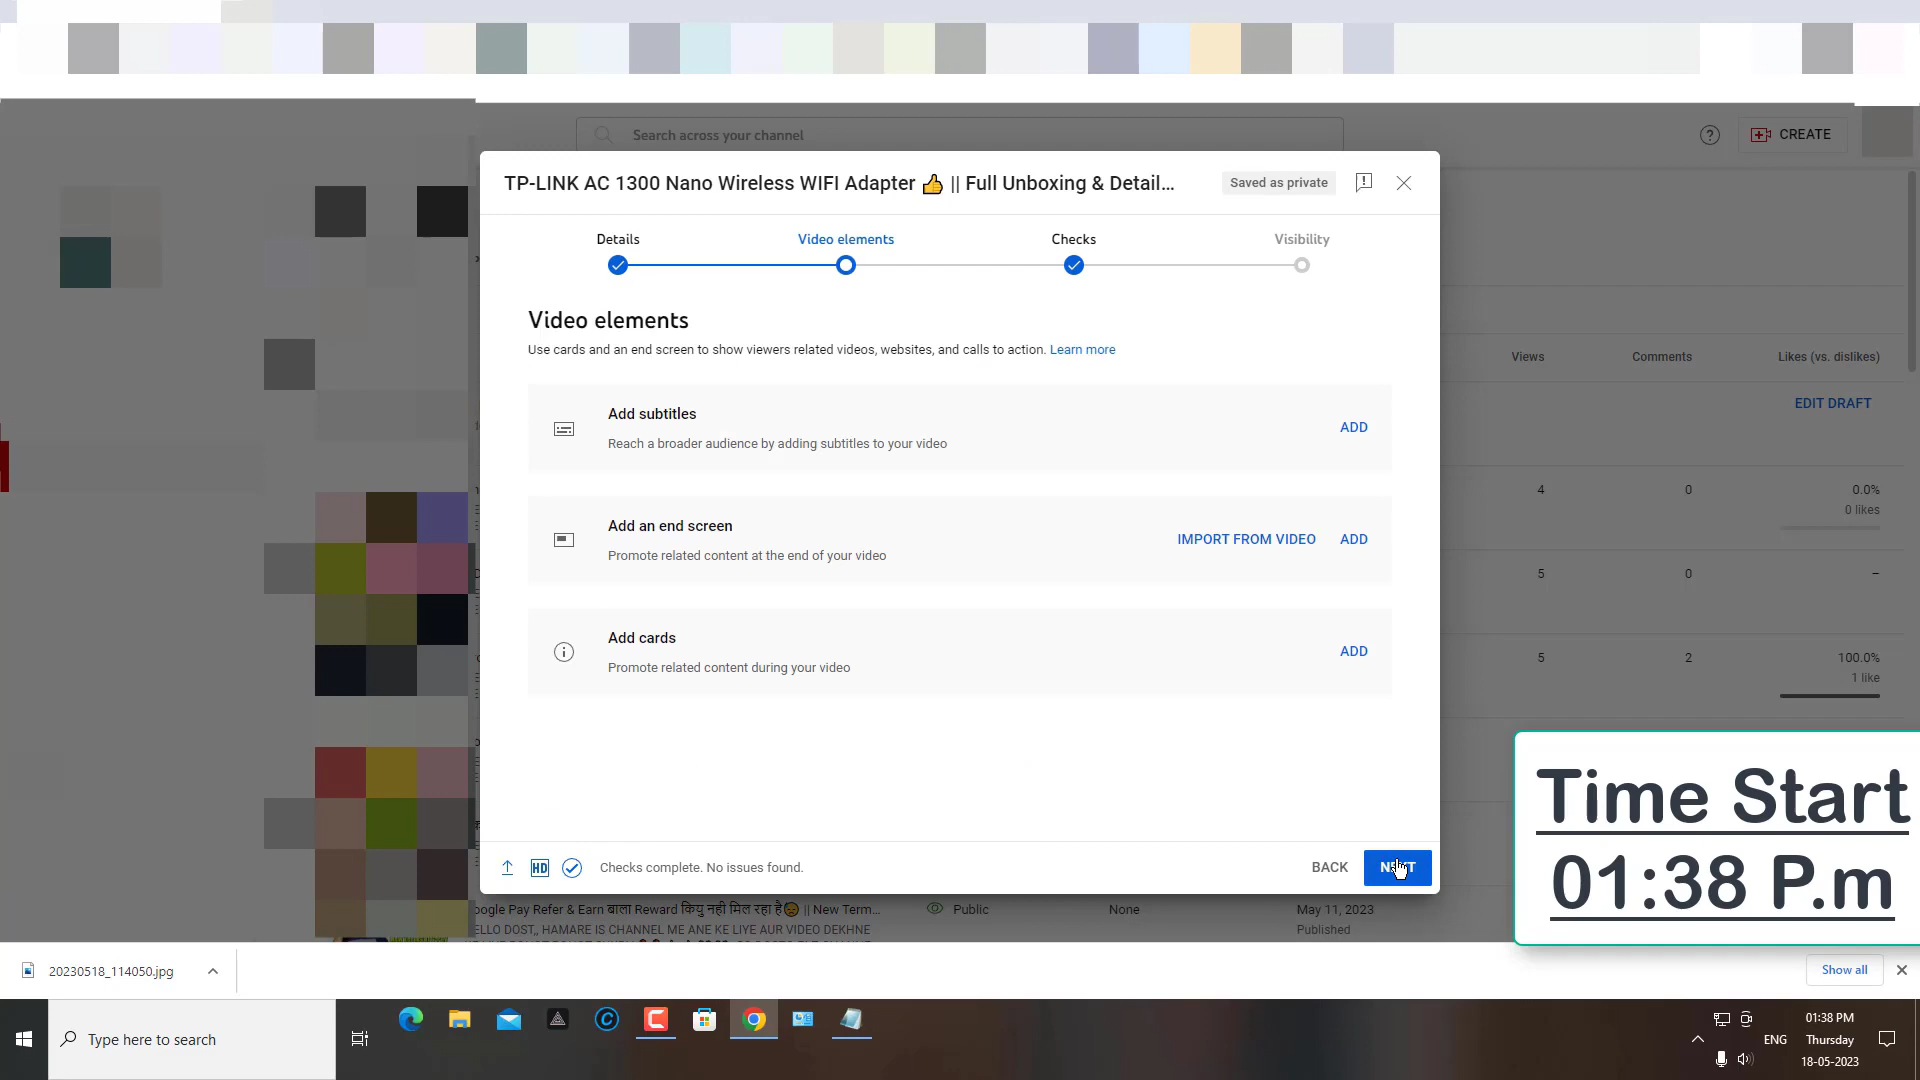 Search across your channel
CREATE
TP-LINK AC 1300 Nano Wireless WIFI Adapter 👍 || Full Unboxing & Detail...
Saved as private
Details
Video elements
Checks
Visibility
Video elements
Use cards and an end screen to show viewers related videos, websites, and calls to action. Learn more
Views
Comments
Likes (vs. dislikes)
EDIT DRAFT
Add subtitles
Reach a broader audience by adding subtitles to your video
ADD
4
0
0.0%
0 likes
Add an end screen
Promote related content at the end of your video
IMPORT FROM VIDEO
ADD
5
0
–
Add cards
Promote related content during your video
ADD
5
2
100.0%
1 like
Time Start
01:38 P.m
HD
Checks complete. No issues found.
BACK
NEXT
oogle Pay Refer & Earn बाला Reward कियु नही मिल रहा है😥 || New Term...
Public
None
May 11, 2023
Published
ELLO DOST,, HAMARE IS CHANNEL ME ANE KE LIYE AUR VIDEO DEKHNE
20230518_114050.jpg
Show all
Type here to search
ENG
01:38 PM
Thursday
18-05-2023